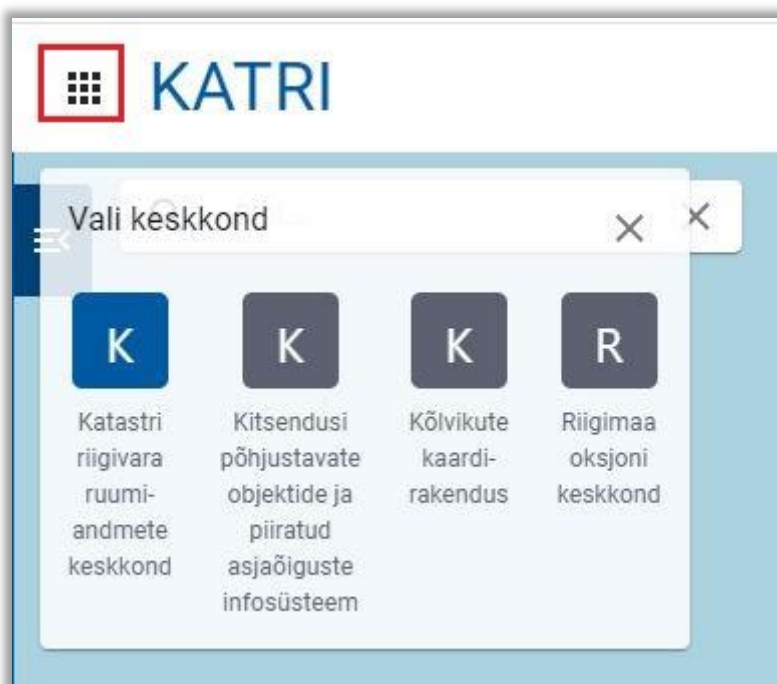 KATRI
Vali keskkond
K
K
K
R
Katastri
riigivara
ruumi-
andmete
keskkond
Kitsendusi
põhjustavate
objektide ja
piiratud
asjaõiguste
infosüsteem
Kõlvikute
kaardi-
rakendus
Riigimaa
oksjoni
keskkond